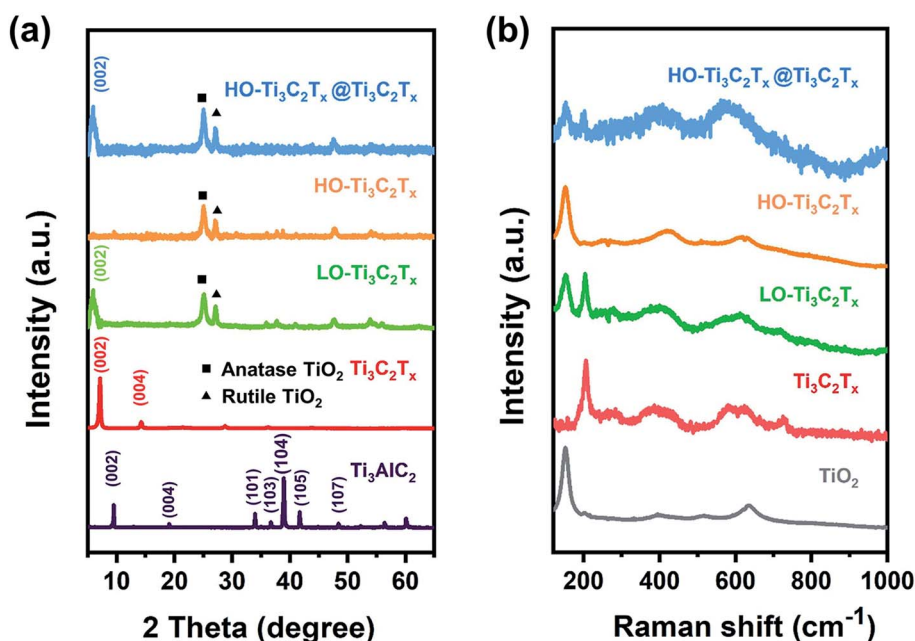 (a)
(002)
HO-Ti₃C₂Tₓ@Ti₃C₂Tₓ
■
▲
HO-Ti₃C₂Tₓ
■
▲
(002)
LO-Ti₃C₂Tₓ
■
▲
(002)
(004)
■ Anatase TiO₂ Ti₃C₂Tₓ
▲ Rutile TiO₂
(002)
(004)
(101)
(103)
(104)
(105)
(107)
Ti₃AlC₂
Intensity (a.u.)
10 20 30 40 50 60
2 Theta (degree)
(b)
HO-Ti₃C₂Tₓ@Ti₃C₂Tₓ
HO-Ti₃C₂Tₓ
LO-Ti₃C₂Tₓ
Ti₃C₂Tₓ
TiO₂
Intensity (a.u.)
200 400 600 800 1000
Raman shift (cm⁻¹)